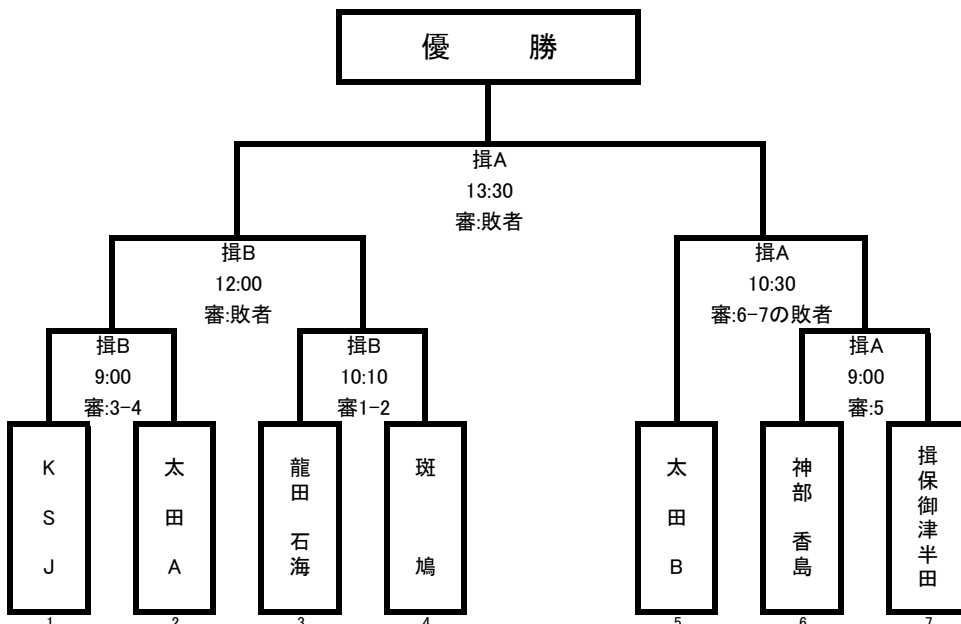 優 勝
揖A
13:30
審:敗者
揖B
12:00
審:敗者
揖A
10:30
審:6-7の敗者
揖B
9:00
審:3-4
揖B
10:10
審1-2
揖A
9:00
審:5
KSJ
太田A
龍田 石海
斑鳩
太田B
神部 香島
揖保御津半田
1
2
3
4
5
6
7